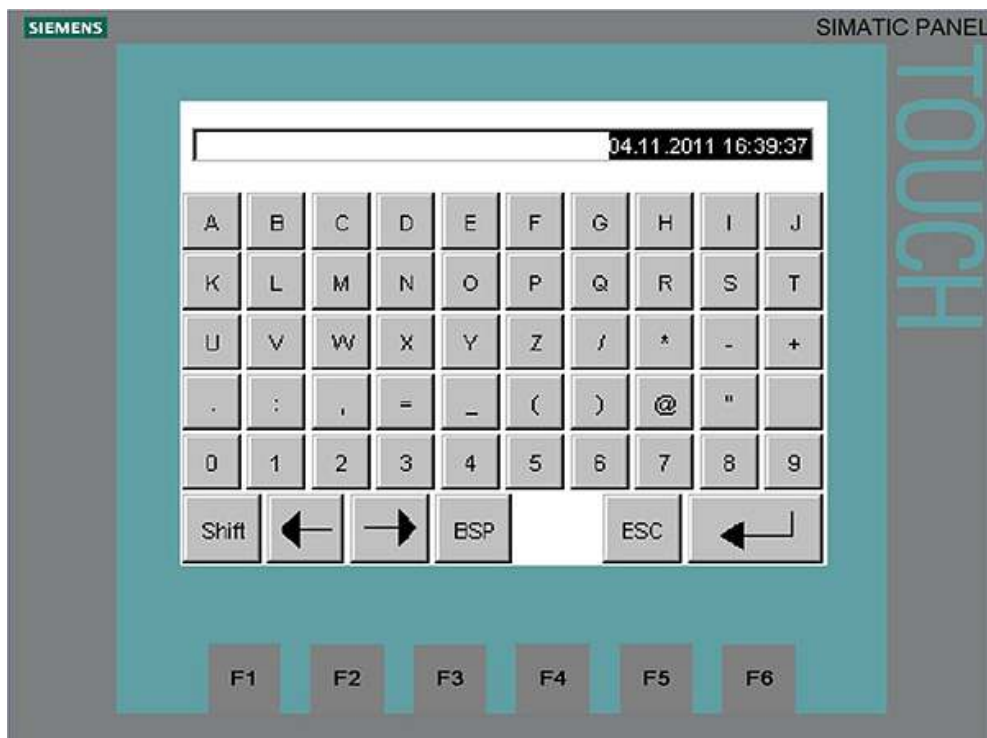 SIEMENS
SIMATIC PANEL
TOUCH
04.11.2011 16:39:37
A B C D E F G H I J
K L M N O P Q R S T
U V W X Y Z / * - +
. : , = _ ( ) @ "
0 1 2 3 4 5 6 7 8 9
Shift BSP ESC
F1 F2 F3 F4 F5 F6